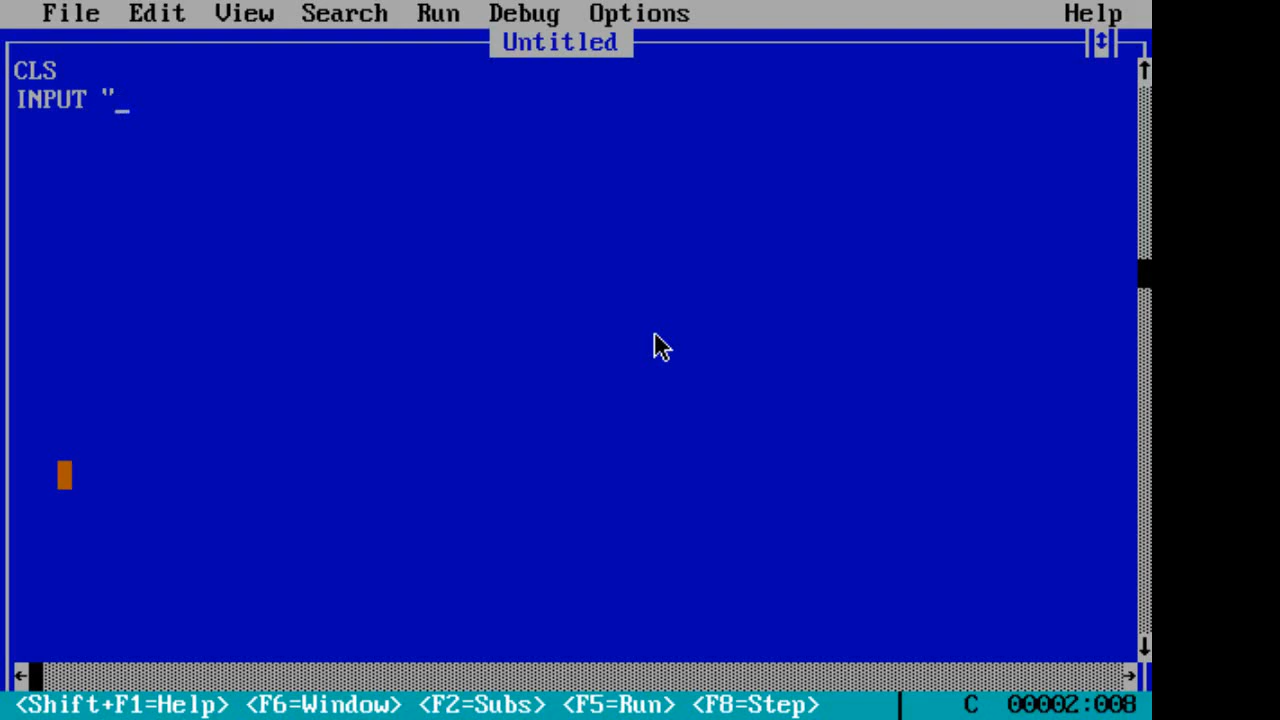 File Edit View Search Run Debug Options Help
Untitled
CLS
INPUT "_
<Shift+F1=Help> <F6=Window> <F2=Subs> <F5=Run> <F8=Step> C 00002:008